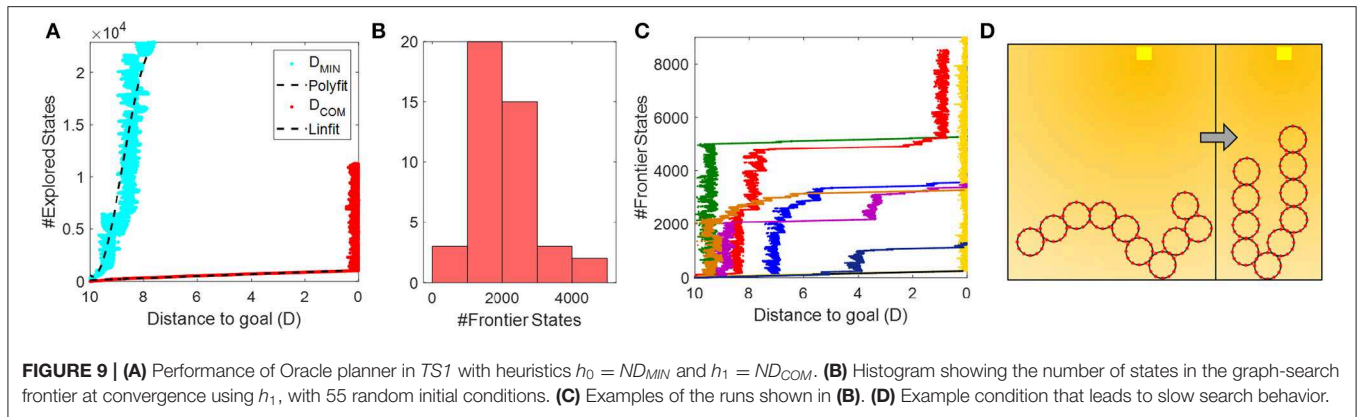 A
×10⁴
2
1.5
1
0.5
0
10 8 6 4 2 0
#Explored States
Distance to goal (D)
D_MIN
Polyfit
D_COM
Linfit
B
20
15
10
5
0
0 2000 4000
#Frontier States
C
8000
6000
5000
4000
2000
0
10 8 6 4 2 0
#Frontier States
Distance to goal (D)
D
FIGURE 9 | (A) Performance of Oracle planner in TS1 with heuristics h₀ = ND_MIN and h₁ = ND_COM. (B) Histogram showing the number of states in the graph-search
frontier at convergence using h₁, with 55 random initial conditions. (C) Examples of the runs shown in (B). (D) Example condition that leads to slow search behavior.